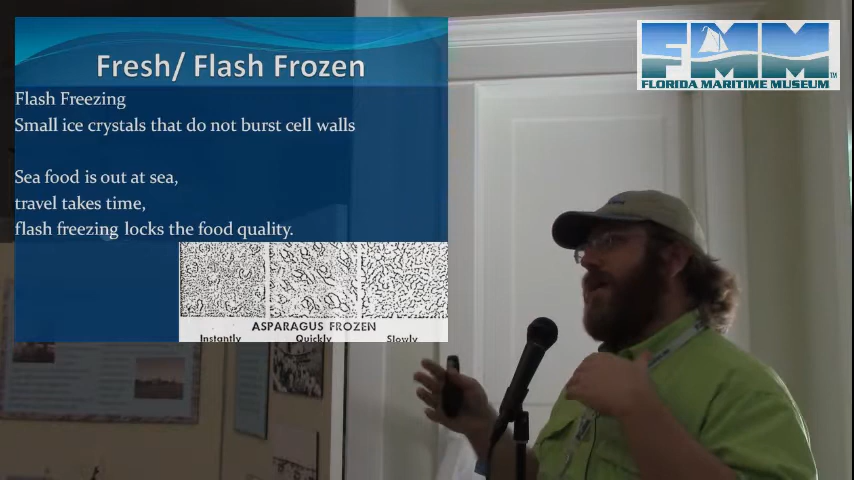 Fresh/ Flash Frozen
Flash Freezing
Small ice crystals that do not burst cell walls
Sea food is out at sea,
travel takes time,
flash freezing locks the food quality.
ASPARAGUS FROZEN
Instantly Quickly Slowly
FMM
FLORIDA MARITIME MUSEUM
TM